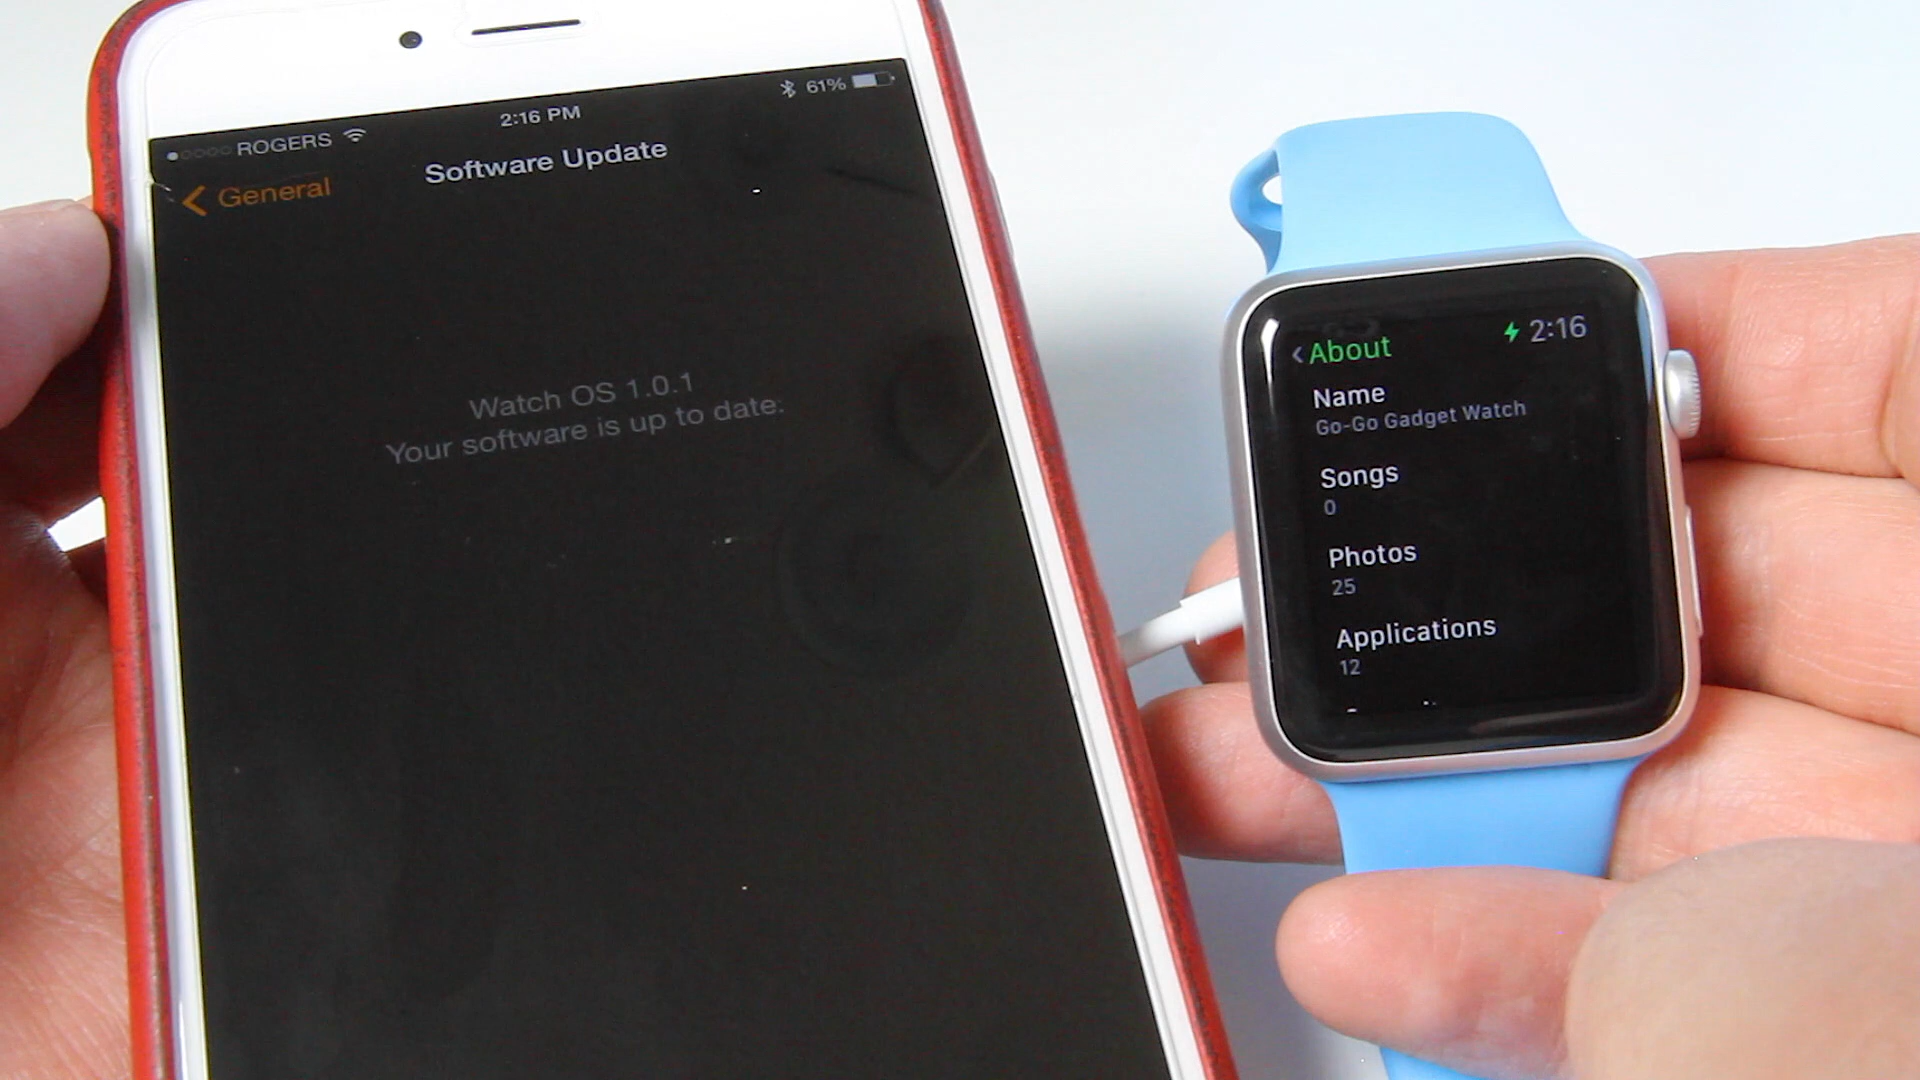 ROGERS
2:16 PM
61%
General
Software Update
Watch OS 1.0.1
Your software is up to date.
About
2:16
Name
Go-Go Gadget Watch
Songs
0
Photos
25
Applications
12